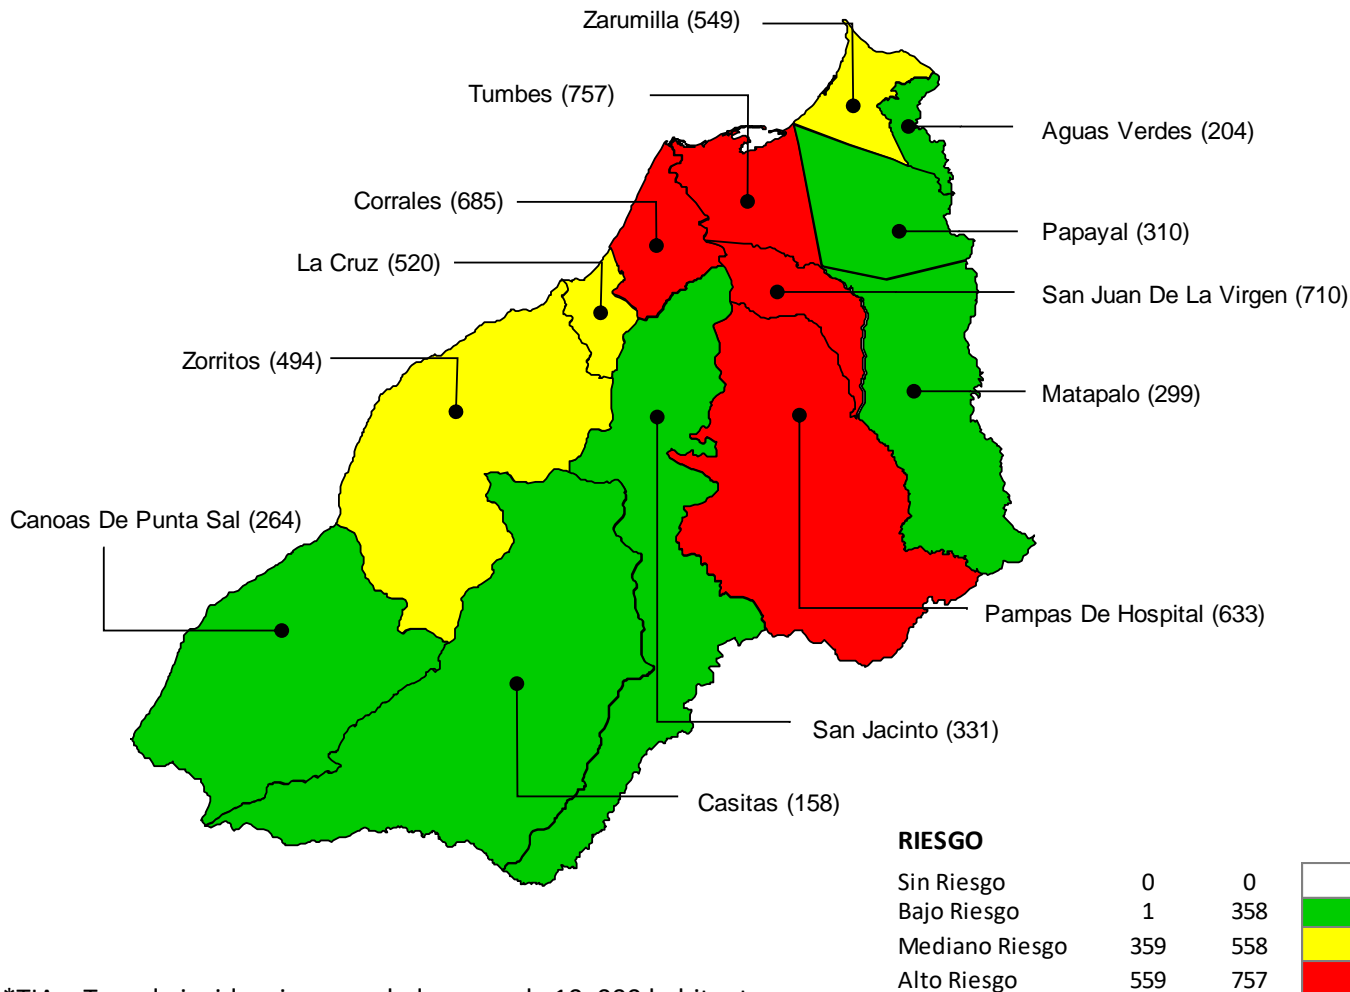 Zarumilla (549)
Tumbes (757)
Aguas Verdes (204)
Corrales (685)
Papayal (310)
La Cruz (520)
San Juan De La Virgen (710)
Zorritos (494)
Matapalo (299)
Canoas De Punta Sal (264)
Pampas De Hospital (633)
San Jacinto (331)
Casitas (158)
RIESGO
Sin Riesgo 0 0
Bajo Riesgo 1 358
Mediano Riesgo 359 558
Alto Riesgo 559 757